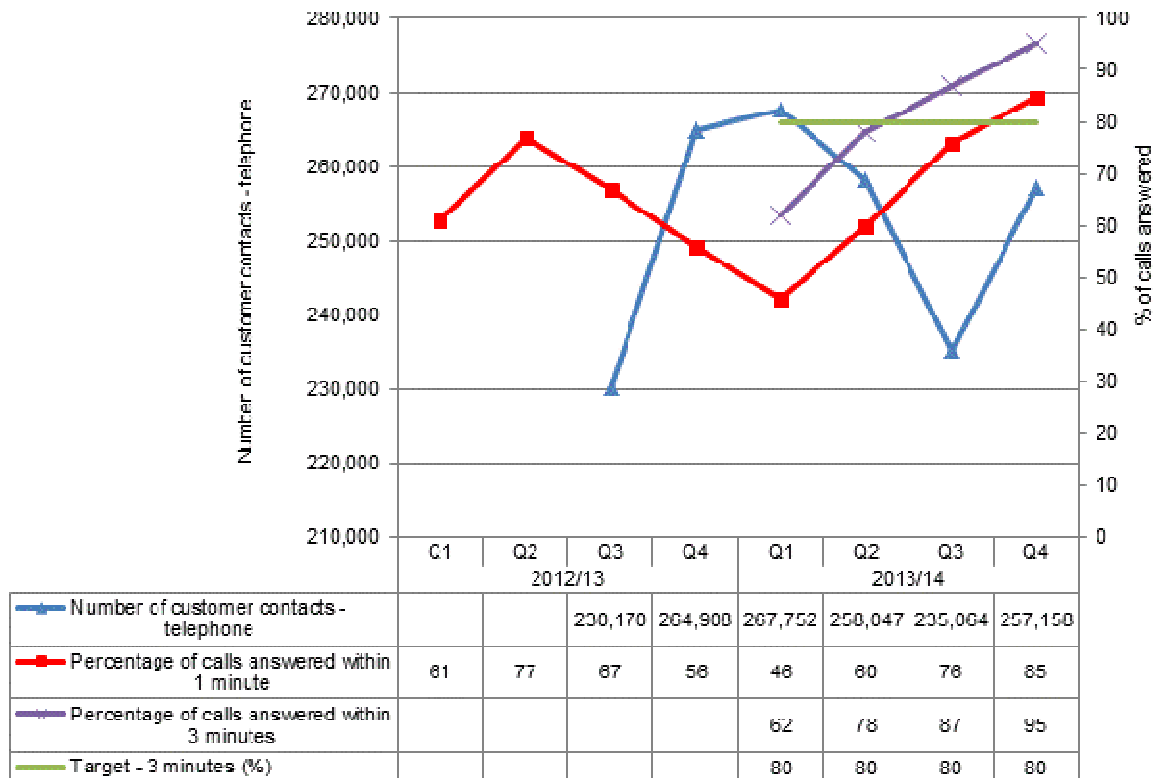 280,000
270,000
260,000
250,000
240,000
230,000
220,000
210,000
Number of customer contacts - telephone
100
90
80
70
60
50
40
30
20
10
0
% of calls answered
Q1 Q2 Q3 Q4 Q1 Q2 Q3 Q4
2012/13 2013/14
Number of customer contacts - telephone 230,170 264,908 267,752 258,047 235,064 257,158
Percentage of calls answered within 1 minute 61 77 67 56 46 60 76 85
Percentage of calls answered within 3 minutes 62 78 87 95
Target - 3 minutes (%) 80 80 80 80